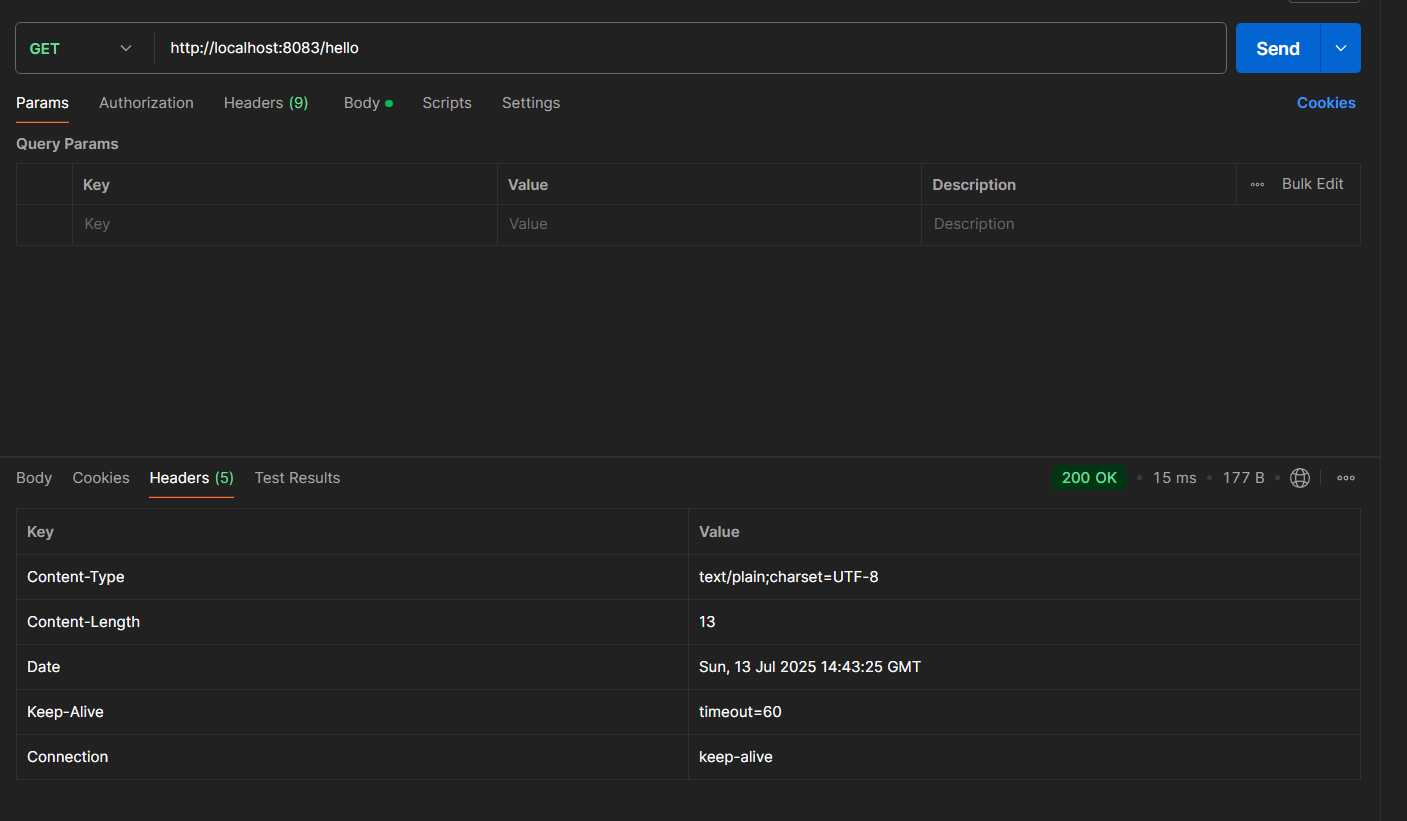 GET http://localhost:8083/hello Send
Params Authorization Headers (9) Body Scripts Settings Cookies
Query Params
Key Value Description Bulk Edit
Key Value Description
Body Cookies Headers (5) Test Results 200 OK 15 ms 177 B
Key Value
Content-Type text/plain;charset=UTF-8
Content-Length 13
Date Sun, 13 Jul 2025 14:43:25 GMT
Keep-Alive timeout=60
Connection keep-alive